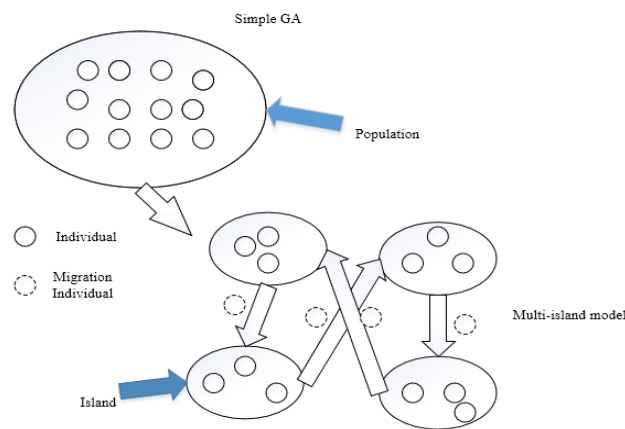 Simple GA
Population
Individual
Migration
Individual
Multi-island model
Island